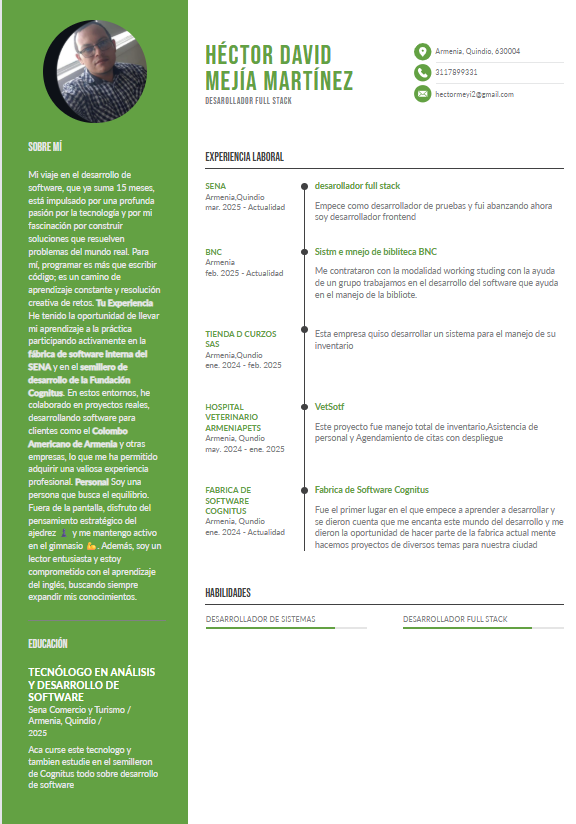 HÉCTOR DAVID
MEJÍA MARTÍNEZ
DESAROLLADOR FULL STACK
Armenia, Quindio, 630004
3117899331
hectormeyi2@gmail.com
SOBRE MÍ
Mi viaje en el desarrollo de
software, que ya suma 15 meses,
está impulsado por una profunda
pasión por la tecnología y por mi
fascinación por construir
soluciones que resuelven
problemas del mundo real. Para
mí, programar es más que escribir
código; es un camino de
aprendizaje constante y resolución
creativa de retos. Tu Experiencia
He tenido la oportunidad de llevar
mi aprendizaje a la práctica
participando activamente en la
fábrica de software interna del
SENA y en el semillero de
desarrollo de la Fundación
Cognitus. En estos entornos, he
colaborado en proyectos reales,
desarrollando software para
clientes como el Colombo
Americano de Armenia y otras
empresas, lo que me ha permitido
adquirir una valiosa experiencia
profesional. Personal Soy una
persona que busca el equilibrio.
Fuera de la pantalla, disfruto del
pensamiento estratégico del
ajedrez ♟️ y me mantengo activo
en el gimnasio 💪. Además, soy un
lector entusiasta y estoy
comprometido con el aprendizaje
del inglés, buscando siempre
expandir mis conocimientos.
EDUCACIÓN
TECNÓLOGO EN ANÁLISIS
Y DESARROLLO DE
SOFTWARE
Sena Comercio y Turismo /
Armenia, Quindío /
2025
Aca curse este tecnologo y
tambien estudie en el semilleron
de Cognitus todo sobre desarrollo
de software
EXPERIENCIA LABORAL
SENA
Armenia,Quindio
mar. 2025 - Actualidad
desarollador full stack
Empece como desarrollador de pruebas y fui abanzando ahora
soy desarrollador frontend
BNC
Armenia
feb. 2025 - Actualidad
Sistm e mnejo de bibliteca BNC
Me contrataron con la modalidad working studing con la ayuda
de un grupo trabajamos en el desarrollo del software que ayuda
en el manejo de la bibliote.
TIENDA D CURZOS
SAS
Armenia,Qundio
ene. 2024 - feb. 2025
Esta empresa quiso desarrollar un sistema para el manejo de su
inventario
HOSPITAL
VETERINARIO
ARMENIAPETS
Armenia, Qundio
may. 2024 - ene. 2025
VetSotf
Este proyecto fue manejo total de inventario,Asistencia de
personal y Agendamiento de citas con despliegue
FABRICA DE
SOFTWARE
COGNITUS
Armenia, Qundio
ene. 2024 - Actualidad
Fabrica de Software Cognitus
Fue el primer lugar en el que empece a aprender a desarrollar y
se dieron cuenta que me encanta este mundo del desarrollo y me
dieron la oportunidad de hacer parte de la fabrica actual mente
hacemos proyectos de diversos temas para nuestra ciudad
HABILIDADES
DESARROLLADOR DE SISTEMAS
DESARROLLADOR FULL STACK